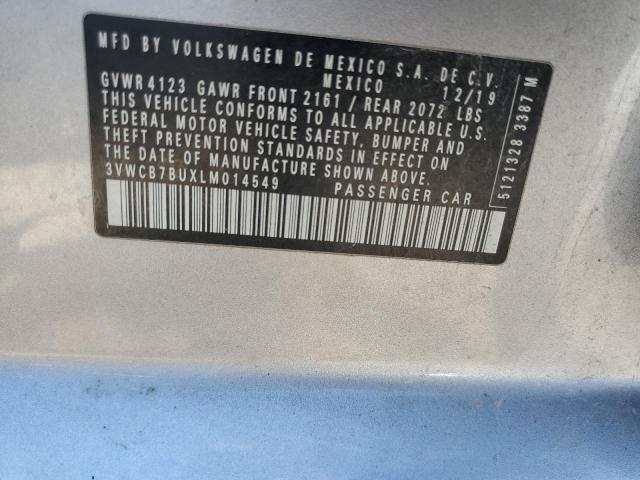 MFD BY VOLKSWAGEN DE MEXICO S.A. DE C.V.
MEXICO 12/19
GVWR 4123 GAWR FRONT 2161 / REAR 2072 LBS
THIS VEHICLE CONFORMS TO ALL APPLICABLE U.S.
FEDERAL MOTOR VEHICLE SAFETY, BUMPER AND
THEFT PREVENTION STANDARDS IN EFFECT ON
THE DATE OF MANUFACTURE SHOWN ABOVE.
3VWCB7BUXLM014549 PASSENGER CAR
5121328 3387 M